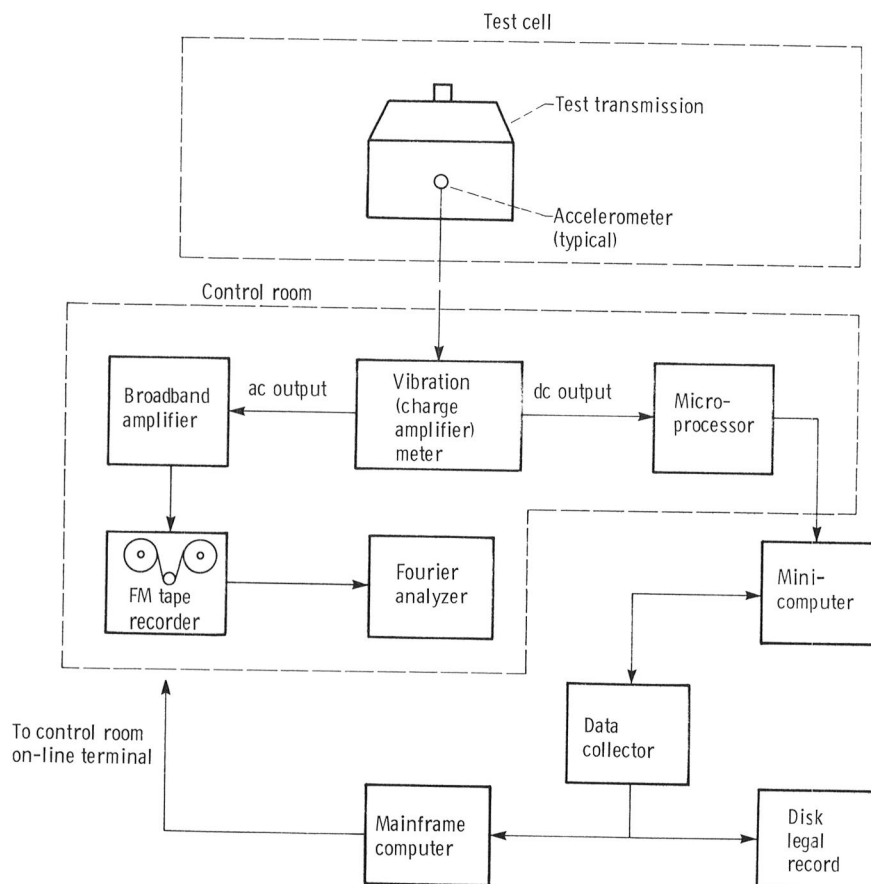 Test cell
Test transmission
Accelerometer
(typical)
Control room
Broadband
amplifier
ac output
Vibration
(charge
amplifier)
meter
dc output
Micro-
processor
FM tape
recorder
Fourier
analyzer
Mini-
computer
To control room
on-line terminal
Data
collector
Mainframe
computer
Disk
legal
record